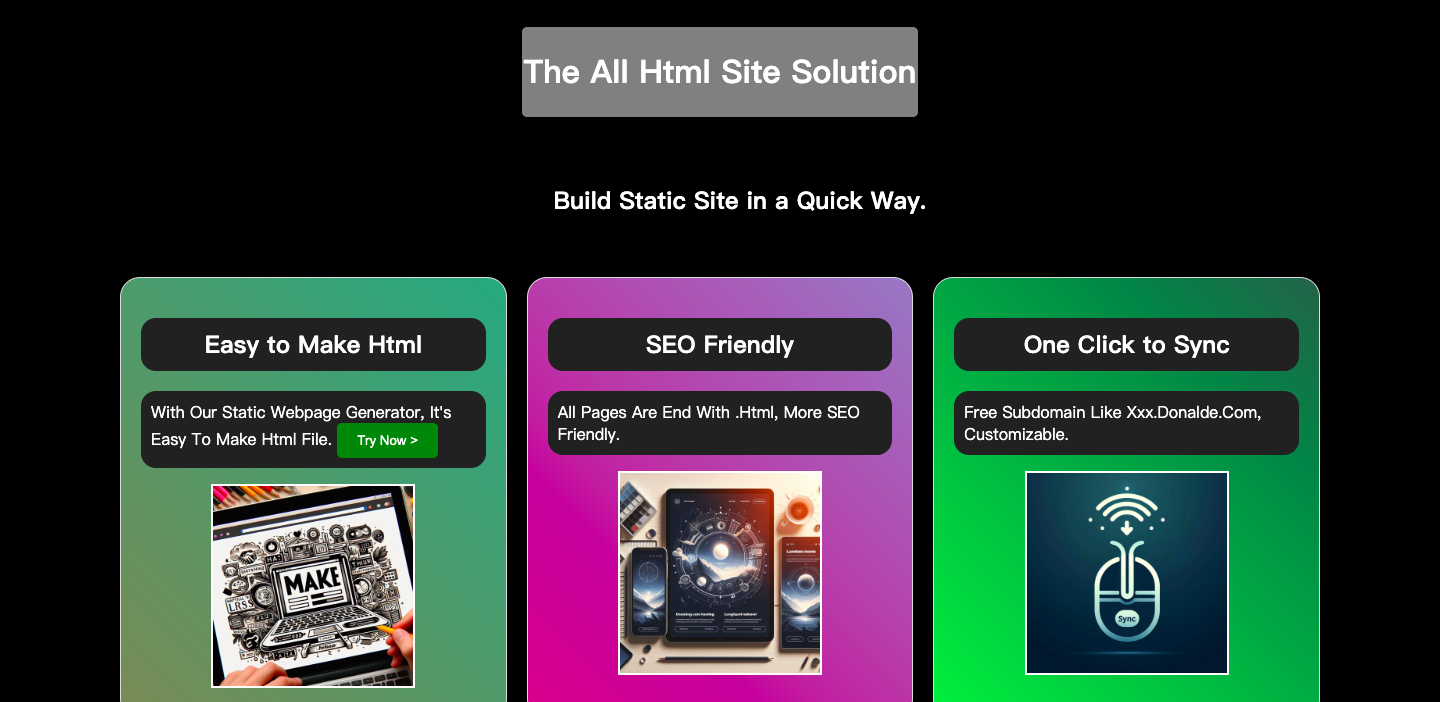 The All Html Site Solution
Build Static Site in a Quick Way.
Easy to Make Html
With Our Static Webpage Generator, It's
Easy To Make Html File. Try Now >
MAKE
SEO Friendly
All Pages Are End With .Html, More SEO
Friendly.
One Click to Sync
Free Subdomain Like Xxx.Donalde.Com,
Customizable.
Sync